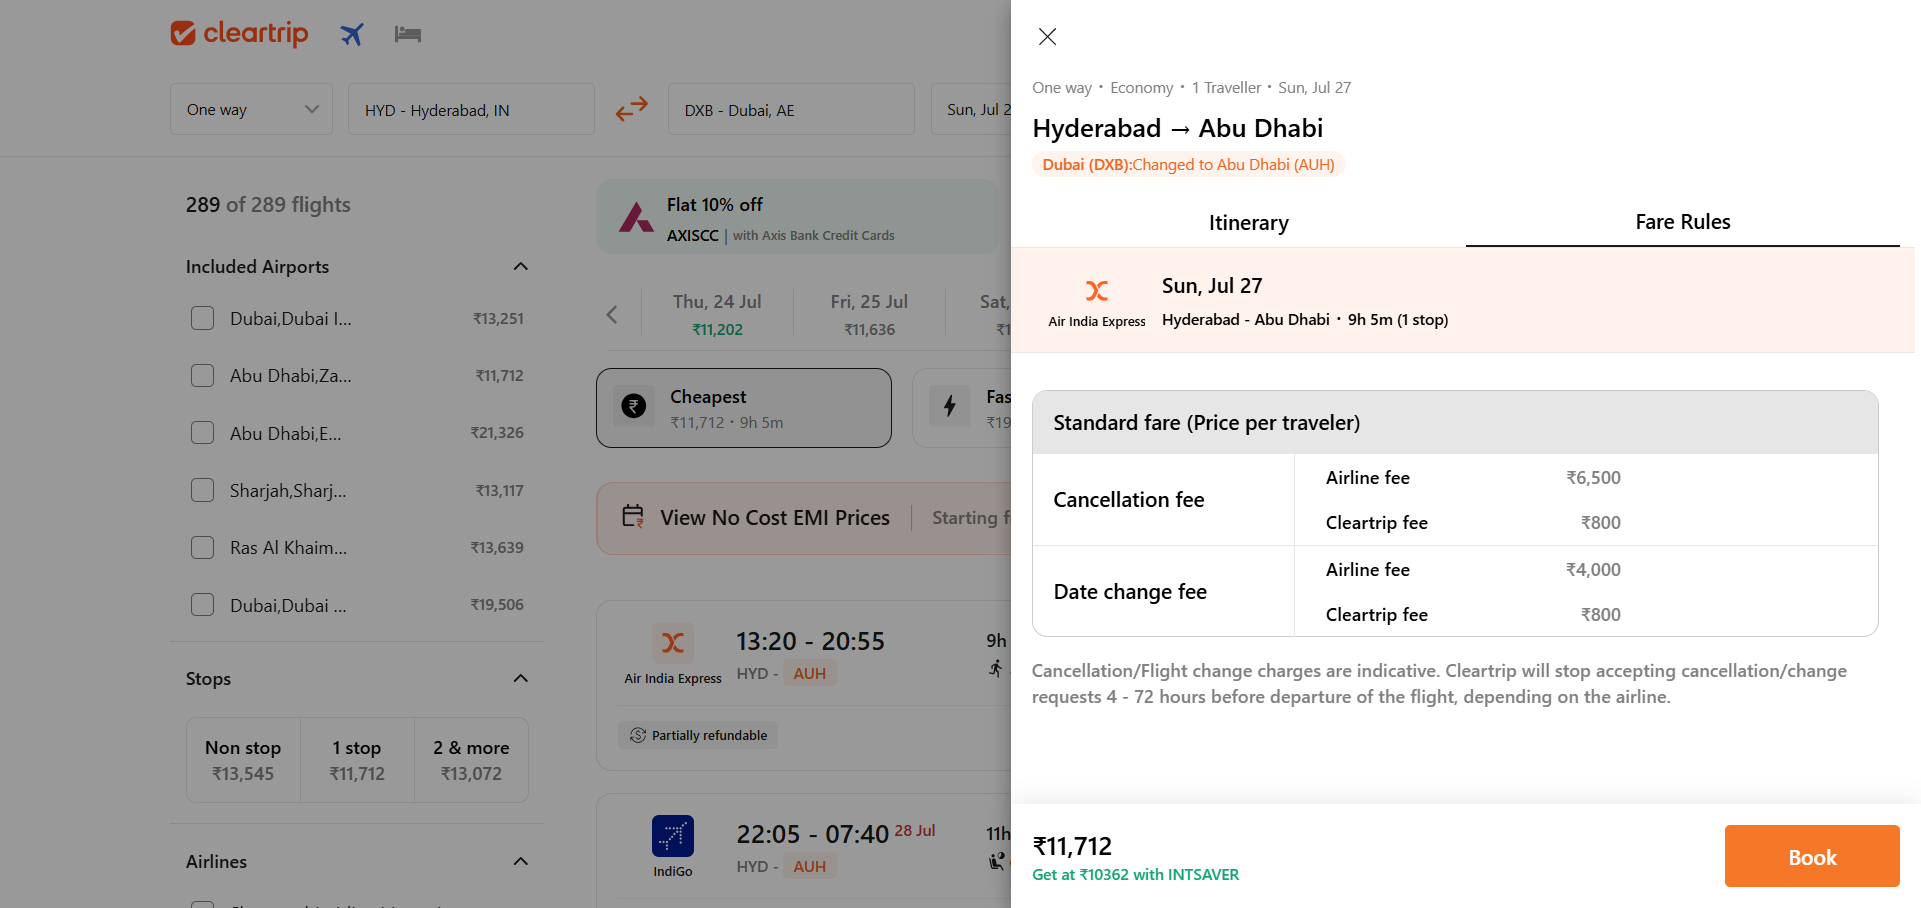 cleartrip
One way
HYD - Hyderabad, IN
DXB - Dubai, AE
Sun, Jul 2
289 of 289 flights
Included Airports
Dubai,Dubai I... ₹13,251
Abu Dhabi,Za... ₹11,712
Abu Dhabi,E... ₹21,326
Sharjah,Sharj... ₹13,117
Ras Al Khaim... ₹13,639
Dubai,Dubai ... ₹19,506
Stops
Non stop
₹13,545
1 stop
₹11,712
2 & more
₹13,072
Airlines
Flat 10% off
AXISCC | with Axis Bank Credit Cards
Thu, 24 Jul
₹11,202
Fri, 25 Jul
₹11,636
Sat,
₹1
Cheapest
₹11,712 • 9h 5m
Fas
₹19
View No Cost EMI Prices
Starting f
Air India Express
13:20 - 20:55
HYD - AUH
9h
Partially refundable
IndiGo
22:05 - 07:40 28 Jul
HYD - AUH
11h
One way • Economy • 1 Traveller • Sun, Jul 27
Hyderabad → Abu Dhabi
Dubai (DXB):Changed to Abu Dhabi (AUH)
Itinerary
Fare Rules
Air India Express
Sun, Jul 27
Hyderabad - Abu Dhabi • 9h 5m (1 stop)
Standard fare (Price per traveler)
Cancellation fee
Airline fee ₹6,500
Cleartrip fee ₹800
Date change fee
Airline fee ₹4,000
Cleartrip fee ₹800
Cancellation/Flight change charges are indicative. Cleartrip will stop accepting cancellation/change
requests 4 - 72 hours before departure of the flight, depending on the airline.
₹11,712
Get at ₹10362 with INTSAVER
Book